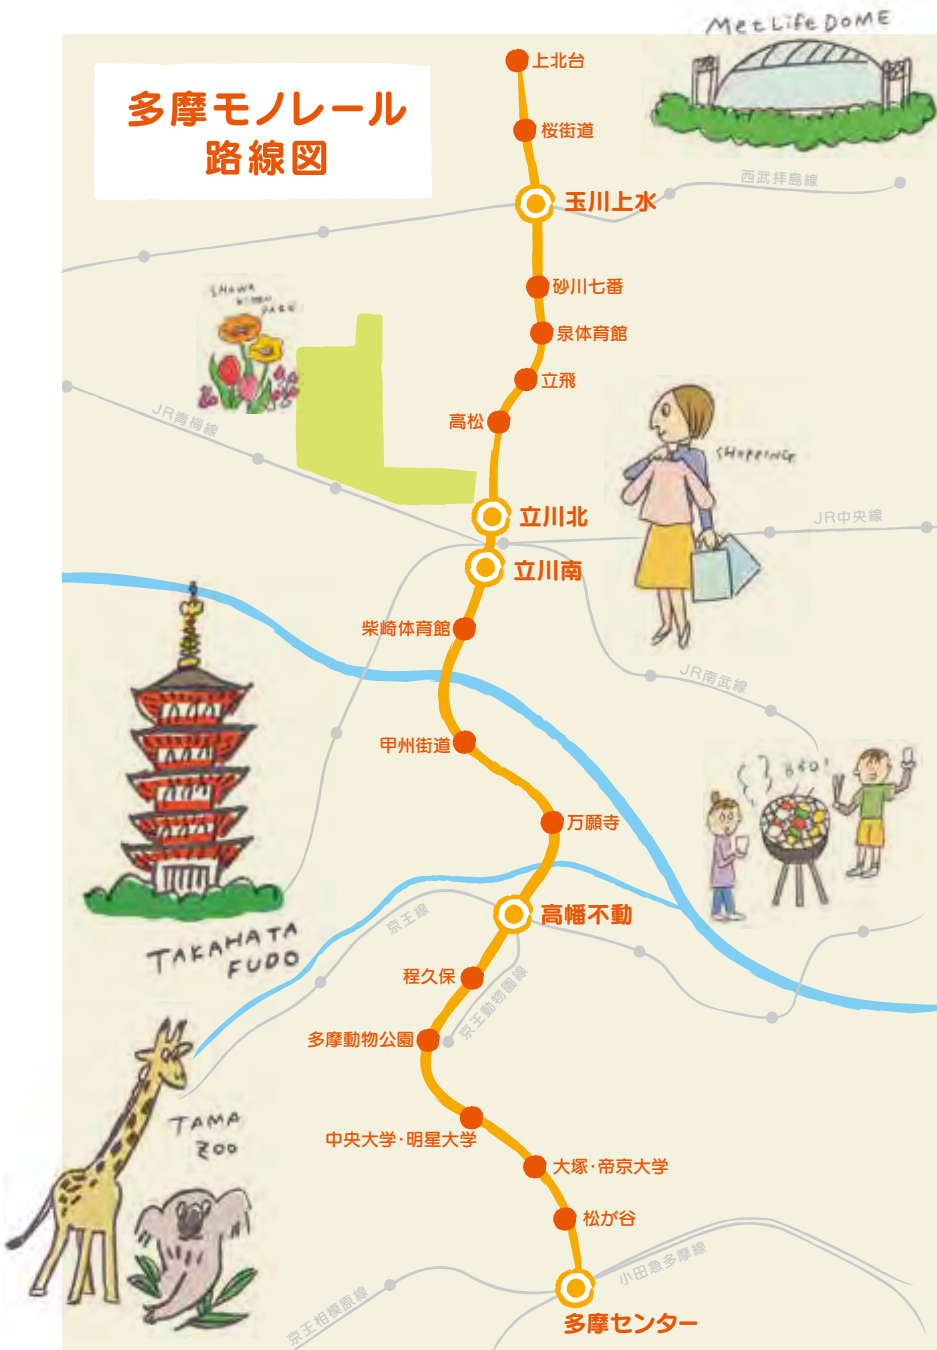 MetLife DOME
多摩モノレール
路線図
上北台
桜街道
西武拝島線
玉川上水
SHOWA
KINEN
PARK
砂川七番
泉体育館
立飛
高松
JR青梅線
SHOPPING
立川北
JR中央線
立川南
柴崎体育館
JR南武線
甲州街道
BBQ!
万願寺
京王線
高幡不動
TAKAHATA
FUDO
程久保
京王動物園線
多摩動物公園
TAMA
ZOO
中央大学・明星大学
大塚・帝京大学
松が谷
小田急多摩線
京王相模原線
多摩センター